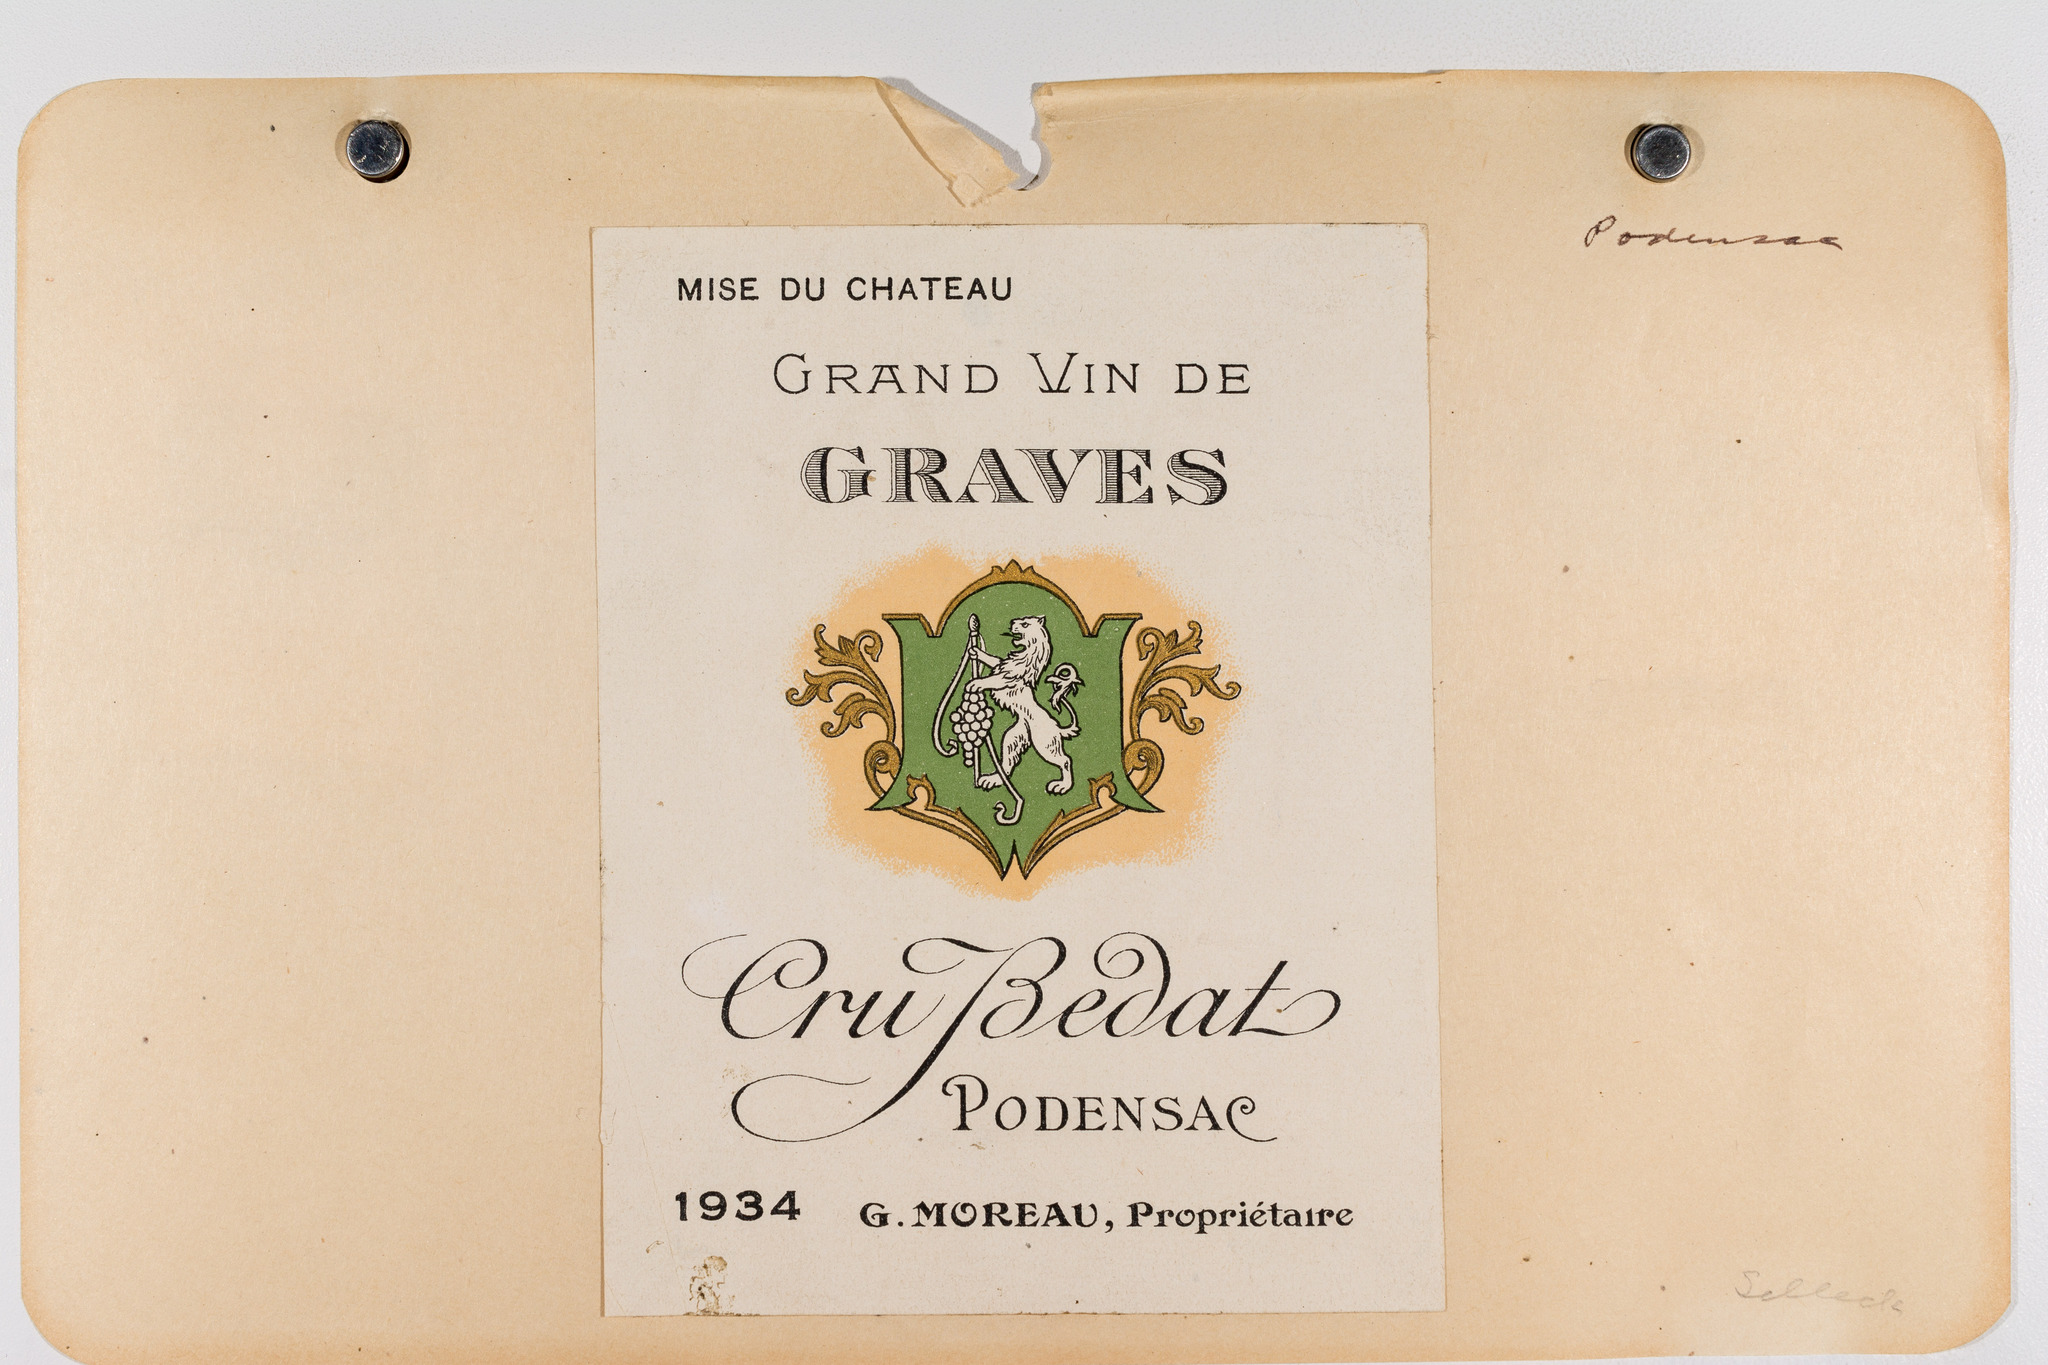 Podensac
MISE DU CHATEAU
GRAND VIN DE
GRAVES
Cru Bedat
PODENSAC
1934 G. MOREAU, Propriétaire